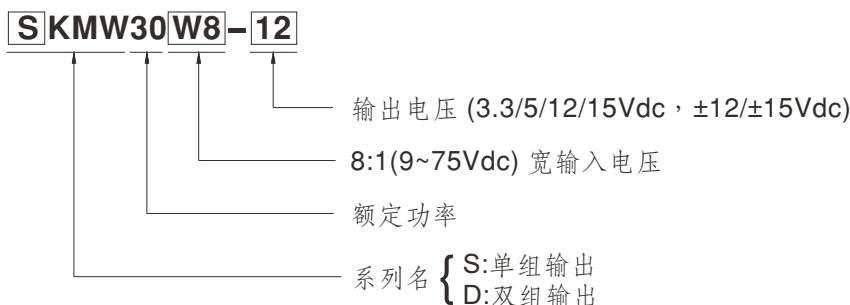 SKMW30W8-12
输出电压 (3.3/5/12/15Vdc，±12/±15Vdc)
8:1(9~75Vdc) 宽输入电压
额定功率
系列名 { S:单组输出
D:双组输出